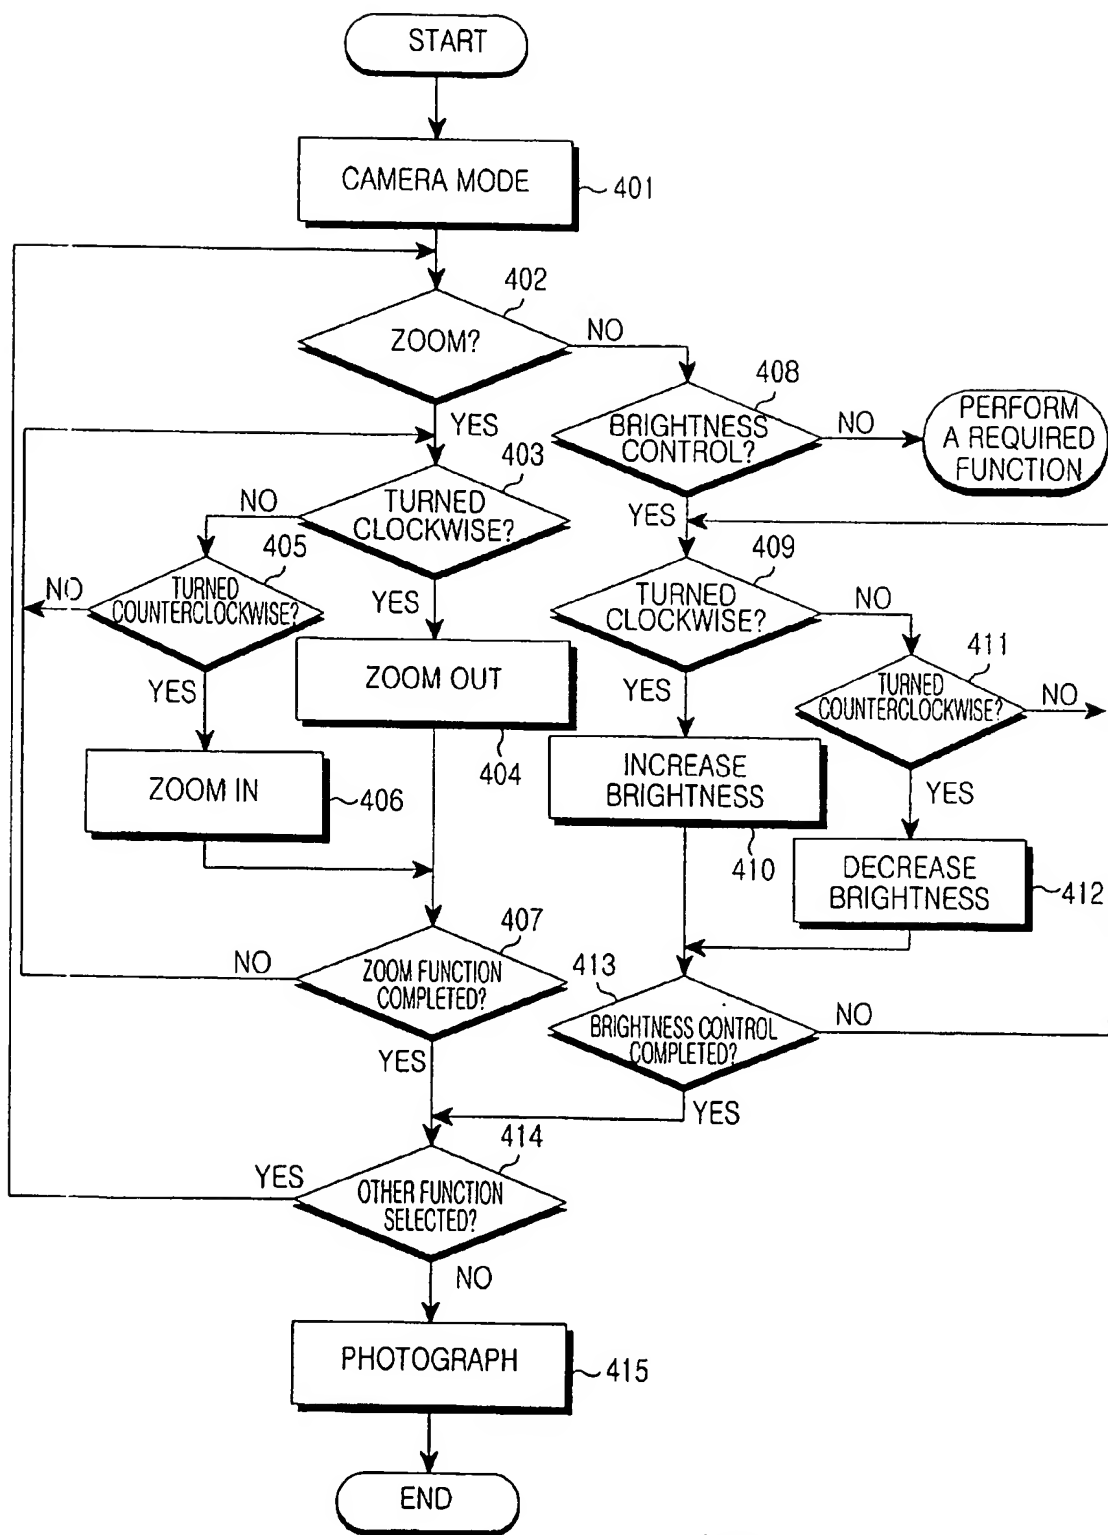 START
CAMERA MODE
401
402
ZOOM?
NO
408
YES
BRIGHTNESS
CONTROL?
NO
PERFORM
A REQUIRED
FUNCTION
403
TURNED
CLOCKWISE?
NO
YES
405
TURNED
COUNTERCLOCKWISE?
NO
YES
409
TURNED
CLOCKWISE?
NO
YES
ZOOM OUT
404
411
TURNED
COUNTERCLOCKWISE?
NO
YES
YES
ZOOM IN
406
INCREASE
BRIGHTNESS
410
DECREASE
BRIGHTNESS
412
407
ZOOM FUNCTION
COMPLETED?
NO
YES
413
BRIGHTNESS CONTROL
COMPLETED?
NO
YES
414
OTHER FUNCTION
SELECTED?
YES
NO
PHOTOGRAPH
415
END